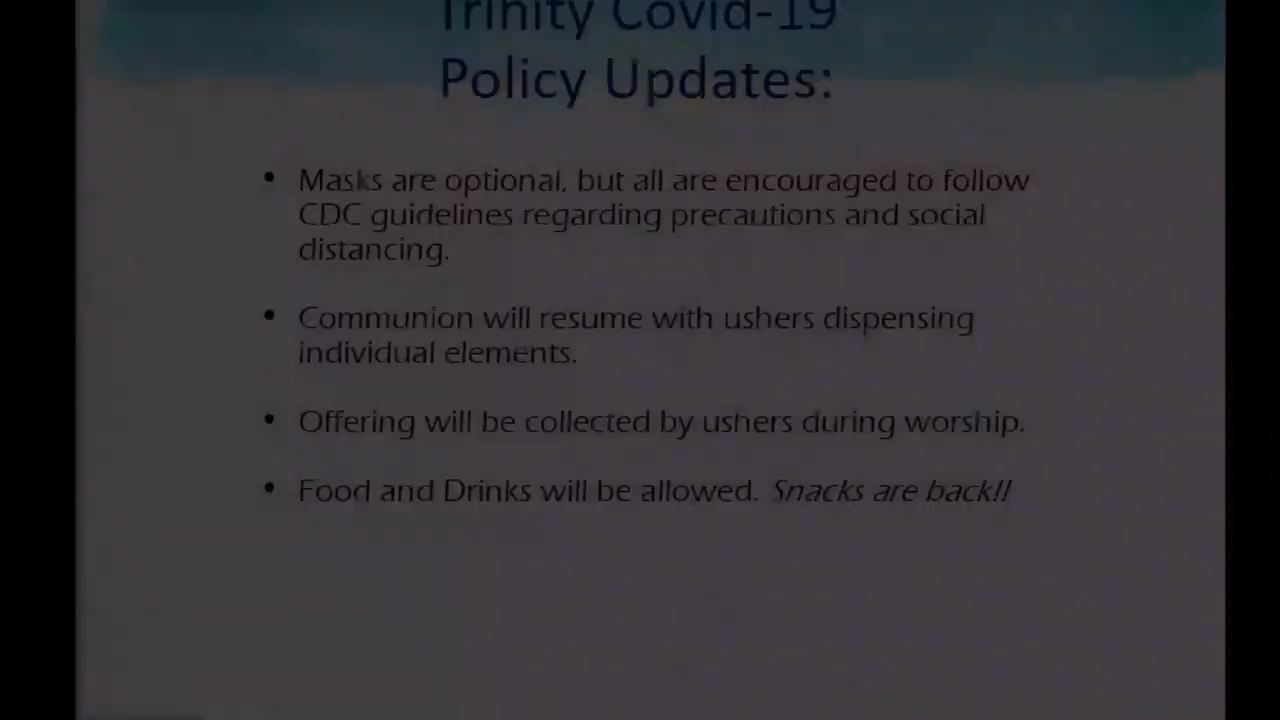 Trinity Covid-19
Policy Updates:
• Masks are optional, but all are encouraged to follow
CDC guidelines regarding precautions and social
distancing.
• Communion will resume with ushers dispensing
individual elements.
• Offering will be collected by ushers during worship.
• Food and Drinks will be allowed. Snacks are back!!